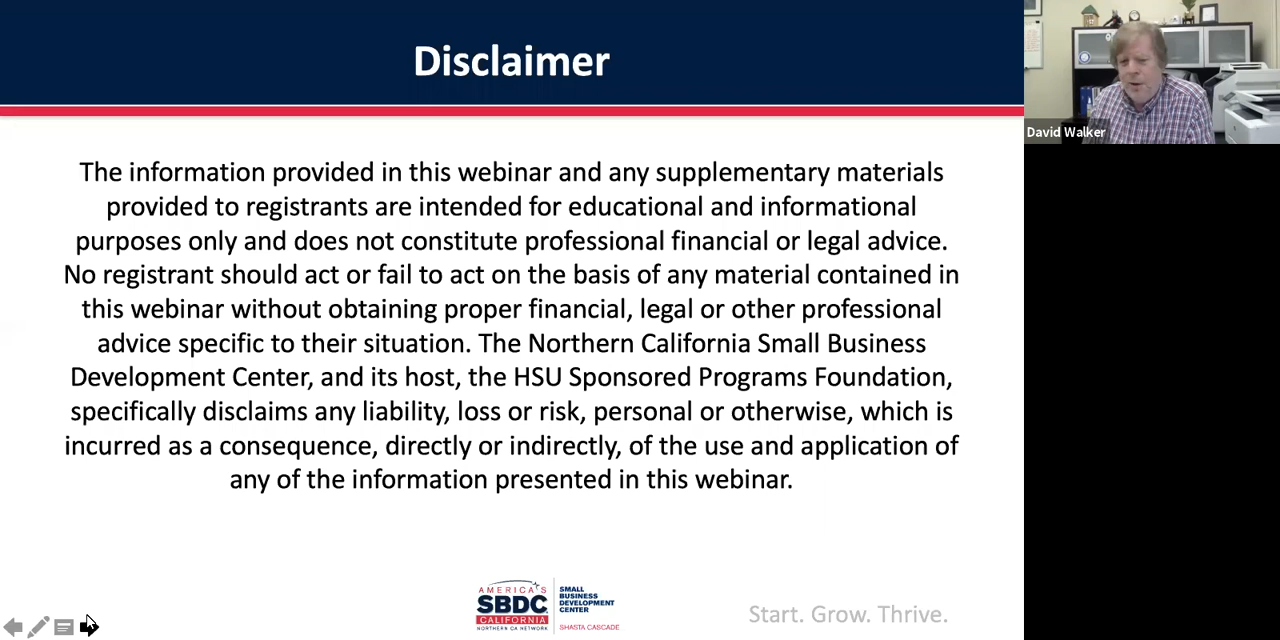 Disclaimer
The information provided in this webinar and any supplementary materials
provided to registrants are intended for educational and informational
purposes only and does not constitute professional financial or legal advice.
No registrant should act or fail to act on the basis of any material contained in
this webinar without obtaining proper financial, legal or other professional
advice specific to their situation. The Northern California Small Business
Development Center, and its host, the HSU Sponsored Programs Foundation,
specifically disclaims any liability, loss or risk, personal or otherwise, which is
incurred as a consequence, directly or indirectly, of the use and application of
any of the information presented in this webinar.
AMERICA'S
SBDC
CALIFORNIA
NORTHERN CA NETWORK
SMALL
BUSINESS
DEVELOPMENT
CENTER
SHASTA CASCADE
Start. Grow. Thrive.
David Walker